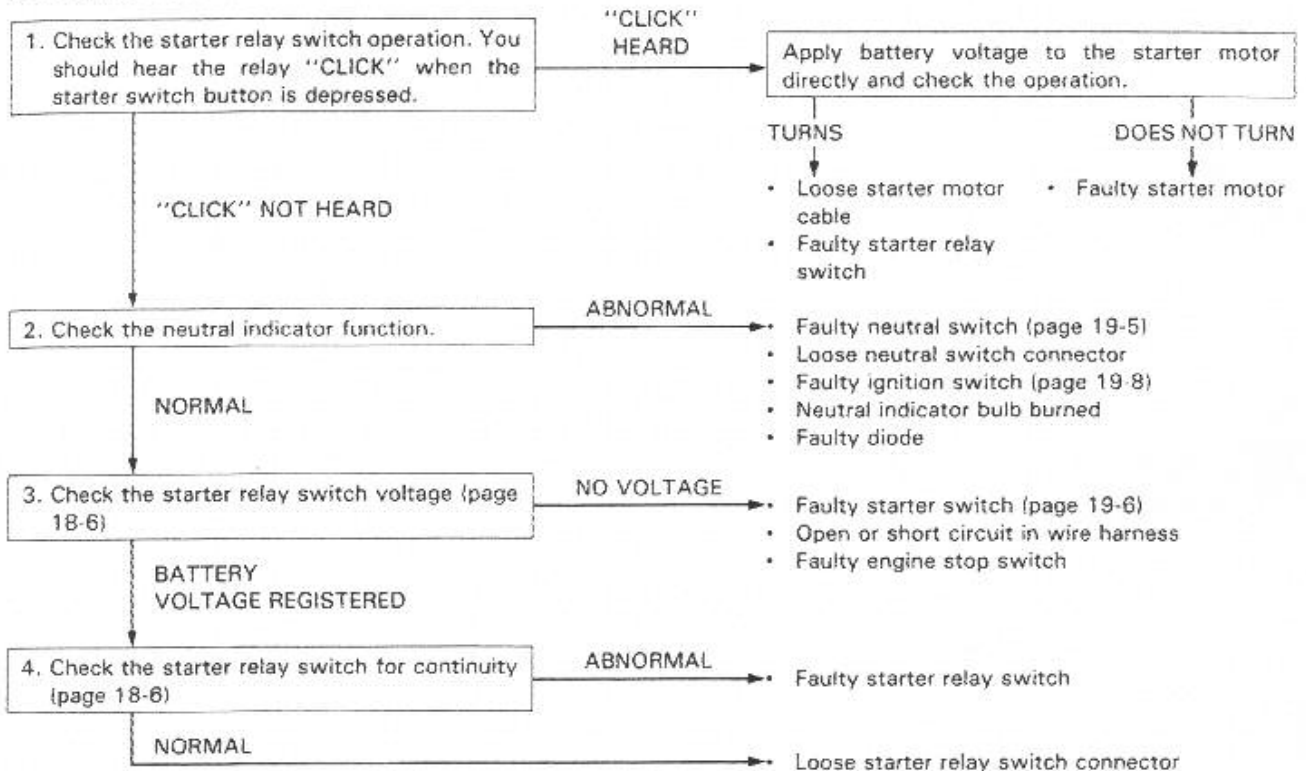 1. Check the starter relay switch operation. You
should hear the relay "CLICK" when the
starter switch button is depressed.
"CLICK"
HEARD
Apply battery voltage to the starter motor
directly and check the operation.
TURNS
DOES NOT TURN
• Loose starter motor
cable
• Faulty starter relay
switch
• Faulty starter motor
"CLICK" NOT HEARD
2. Check the neutral indicator function.
ABNORMAL
• Faulty neutral switch (page 19-5)
• Loose neutral switch connector
• Faulty ignition switch (page 19-8)
• Neutral indicator bulb burned
• Faulty diode
NORMAL
3. Check the starter relay switch voltage (page
18-6)
NO VOLTAGE
• Faulty starter switch (page 19-6)
• Open or short circuit in wire harness
• Faulty engine stop switch
BATTERY
VOLTAGE REGISTERED
4. Check the starter relay switch for continuity
(page 18-6)
ABNORMAL
• Faulty starter relay switch
NORMAL
• Loose starter relay switch connector